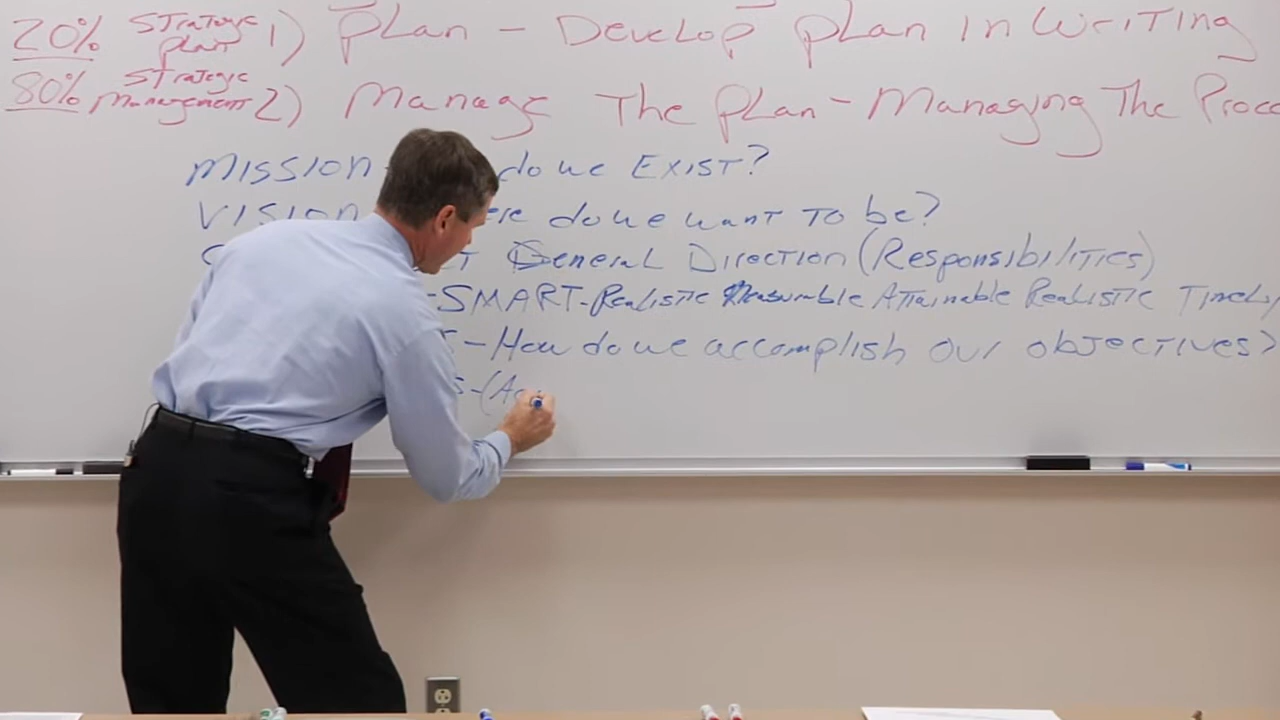 20% Strategic plan 1) Plan - Develop plan in Writing
80% Strategic Management 2) Manage The Plan - Managing The Proce
Mission do we Exist?
Vision ere do we want to be?
General Direction (Responsibilities)
-SMART-Realistic Measurable Attainable Realistic Timely
- How do we accomplish our objectives?
s-(Ac